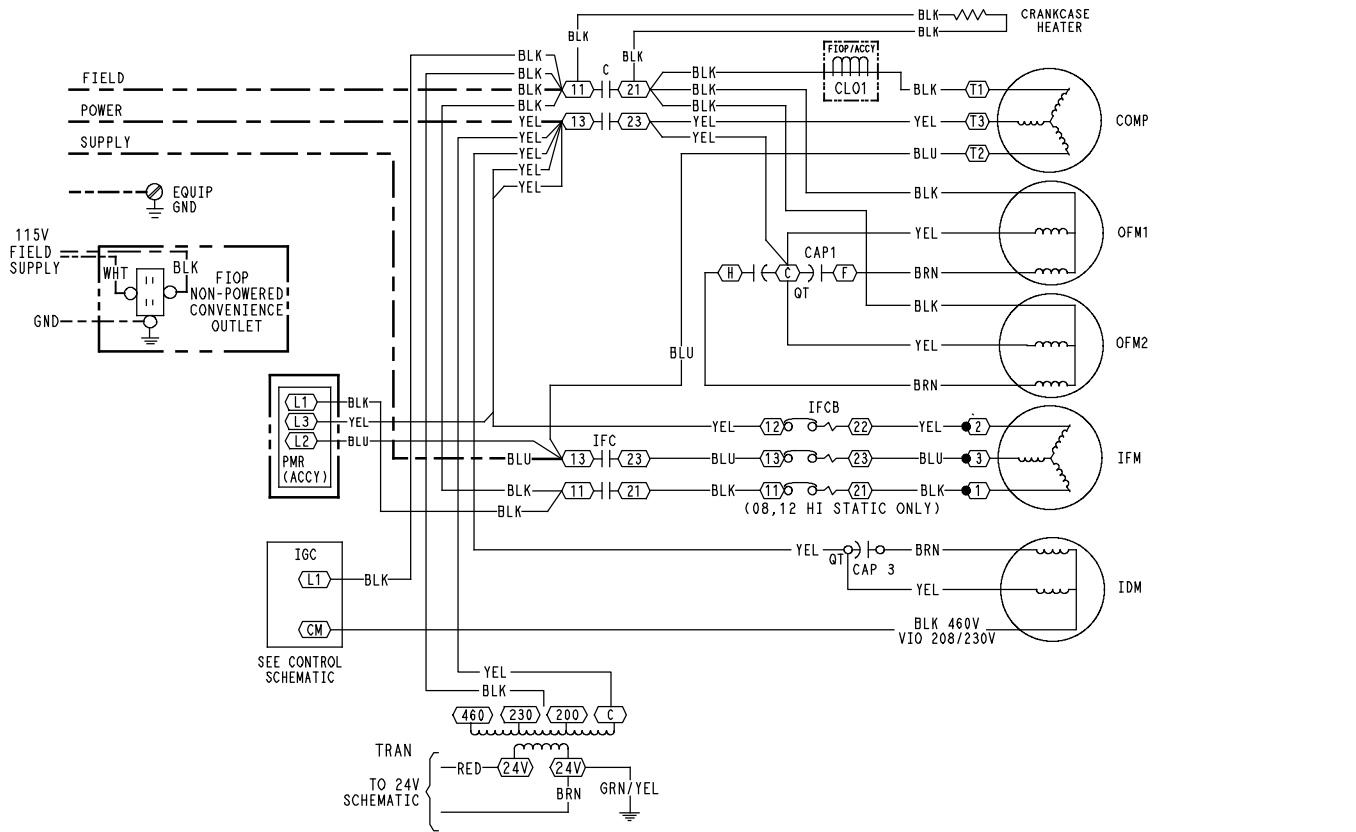 BLK CRANKCASE
HEATER
BLK
BLK
BLK
FIOP/ACCY
CLO1
FIELD
POWER
SUPPLY
BLK
BLK
BLK
BLK
YEL
YEL
YEL
YEL
YEL
11 C 21
13 23
BLK
BLK
BLK
YEL
YEL
BLK T1
YEL T3 COMP
BLU T2
EQUIP
GND
115V
FIELD
SUPPLY
WHT BLK
FIOP
NON-POWERED
CONVENIENCE
OUTLET
GND
BLK
YEL OFM1
CAP1
H C F BRN
QT
BLK
YEL OFM2
BLU
BRN
L1 BLK
L3 YEL
L2 BLU
PMR
(ACCY)
IFCB
YEL 12 22 YEL 2
IFC
BLU 13 23 BLU 13 23 BLU 3 IFM
BLK 11 21 BLK 11 21 BLK 1
BLK
(08,12 HI STATIC ONLY)
IGC
L1 BLK
CM
SEE CONTROL
SCHEMATIC
YEL QT CAP 3 BRN
YEL IDM
BLK 460V
VIO 208/230V
YEL
BLK
460 230 200 C
TRAN
RED 24V 24V
TO 24V
SCHEMATIC
BRN GRN/YEL